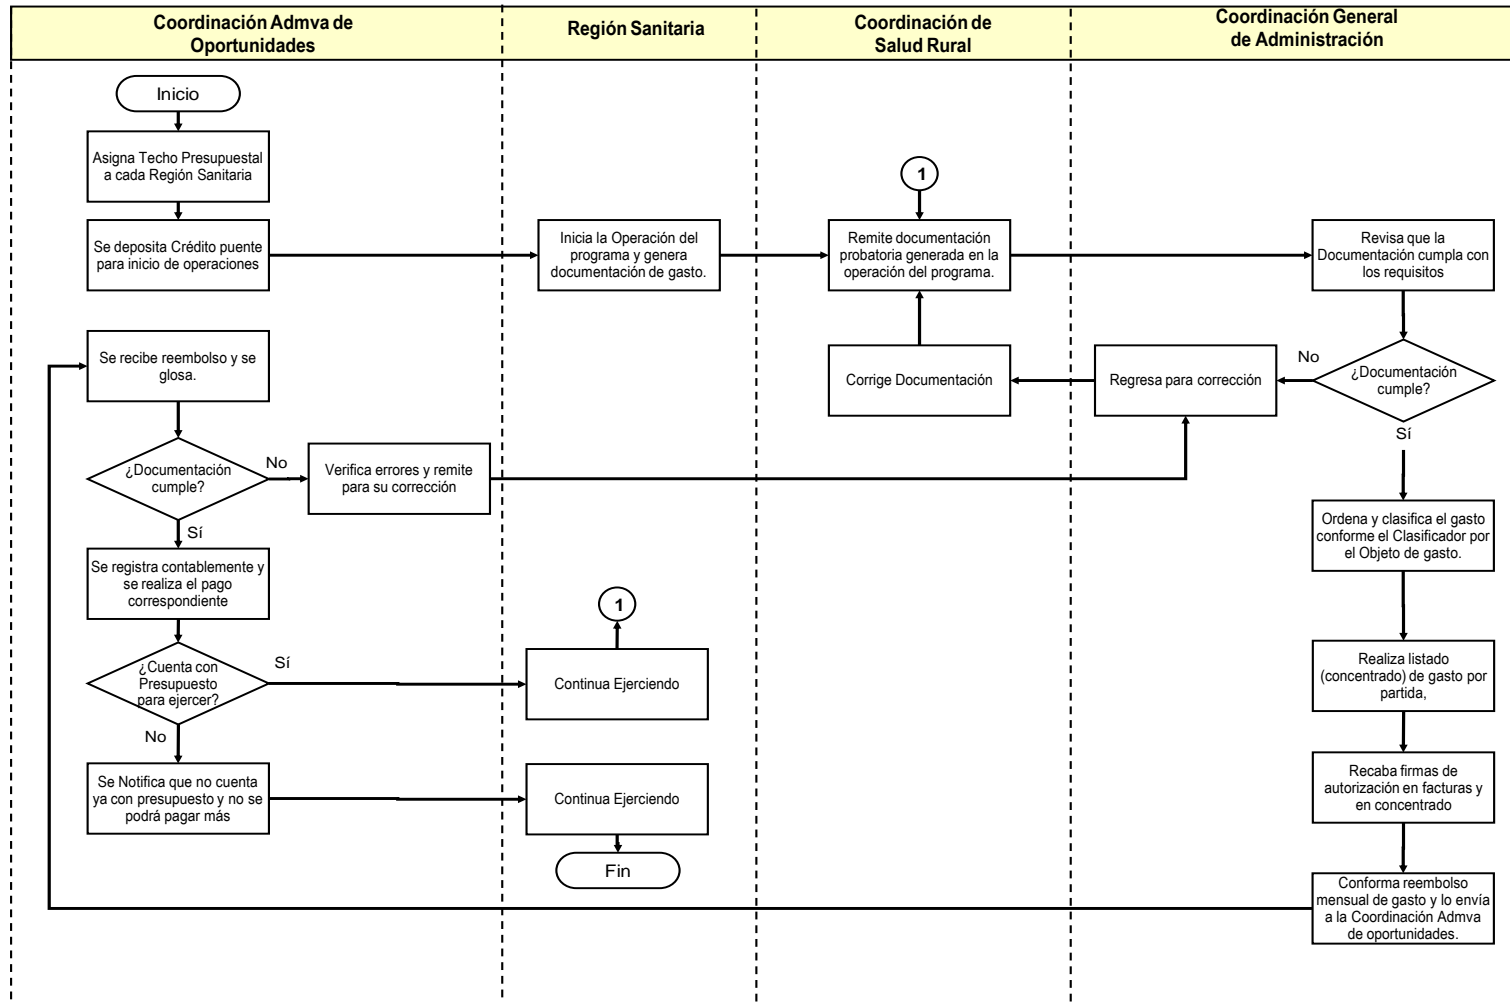 Coordinación Admva de
Oportunidades
Región Sanitaria
Coordinación de
Salud Rural
Coordinación General
de Administración
Inicio
Asigna Techo Presupuestal
a cada Región Sanitaria
1
Se deposita Crédito puente
para inicio de operaciones
Inicia la Operación del
programa y genera
documentación de gasto.
Remite documentación
probatoria generada en la
operación del programa.
Revisa que la
Documentación cumpla con
los requisitos
Se recibe reembolso y se
glosa.
Corrige Documentación
Regresa para corrección
No
¿Documentación
cumple?
Sí
¿Documentación
cumple?
No
Verifica errores y remite
para su corrección
Sí
Ordena y clasifica el gasto
conforme el Clasificador por
el Objeto de gasto.
Se registra contablemente y
se realiza el pago
correspondiente
1
¿Cuenta con
Presupuesto
para ejercer?
Sí
Continua Ejerciendo
Realiza listado
(concentrado) de gasto por
partida,
No
Se Notifica que no cuenta
ya con presupuesto y no se
podrá pagar más
Continua Ejerciendo
Recaba firmas de
autorización en facturas y
en concentrado
Fin
Conforma reembolso
mensual de gasto y lo envía
a la Coordinación Admva
de oportunidades.